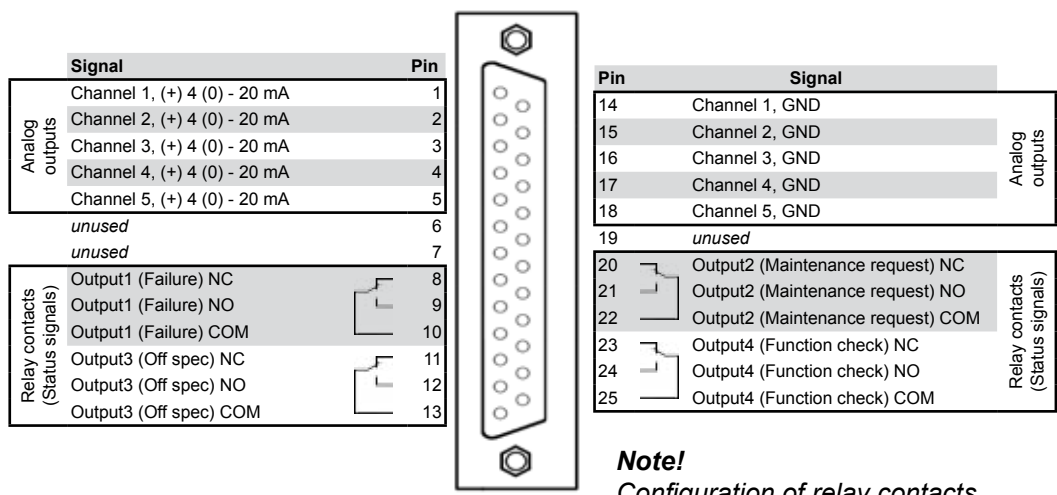 Signal Pin
Analog outputs
Channel 1, (+) 4 (0) - 20 mA 1
Channel 2, (+) 4 (0) - 20 mA 2
Channel 3, (+) 4 (0) - 20 mA 3
Channel 4, (+) 4 (0) - 20 mA 4
Channel 5, (+) 4 (0) - 20 mA 5
unused 6
unused 7
Relay contacts
(Status signals)
Output1 (Failure) NC 8
Output1 (Failure) NO 9
Output1 (Failure) COM 10
Output3 (Off spec) NC 11
Output3 (Off spec) NO 12
Output3 (Off spec) COM 13
Pin Signal
14 Channel 1, GND
15 Channel 2, GND
16 Channel 3, GND
17 Channel 4, GND
18 Channel 5, GND
Analog outputs
19 unused
20 Output2 (Maintenance request) NC
21 Output2 (Maintenance request) NO
22 Output2 (Maintenance request) COM
23 Output4 (Function check) NC
24 Output4 (Function check) NO
25 Output4 (Function check) COM
Relay contacts
(Status signals)
Note!
Configuration of relay contacts